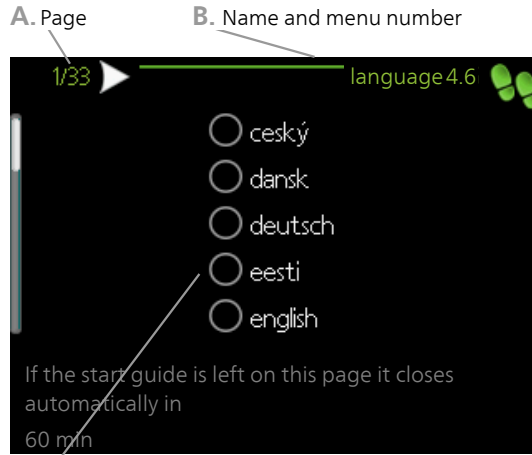 A. Page
B. Name and menu number
1/33
language 4.6
ceský
dansk
deutsch
eesti
english
If the start guide is left on this page it closes
automatically in
60 min